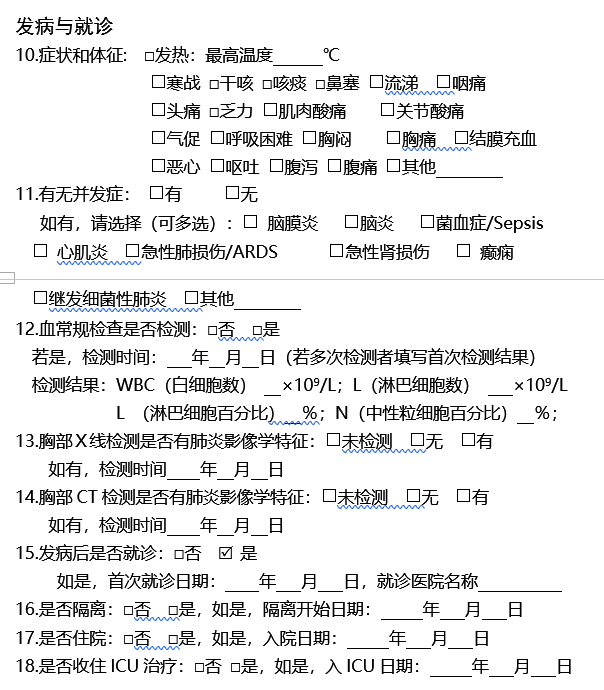 发病与就诊
10.症状和体征: □发热：最高温度______℃
□寒战 □干咳 □咳痰 □鼻塞 □流涕 □咽痛
□头痛 □乏力 □肌肉酸痛 □关节酸痛
□气促 □呼吸困难 □胸闷 □胸痛 □结膜充血
□恶心 □呕吐 □腹泻 □腹痛 □其他________
11.有无并发症： □有 □无
如有，请选择（可多选）：□ 脑膜炎 □脑炎 □菌血症/Sepsis
□ 心肌炎 □急性肺损伤/ARDS □急性肾损伤 □ 癫痫
□继发细菌性肺炎 □其他________
12.血常规检查是否检测：□否 □是
若是，检测时间：___年__月__日（若多次检测者填写首次检测结果）
检测结果：WBC（白细胞数） __×10⁹/L；L（淋巴细胞数） ___×10⁹/L
L （淋巴细胞百分比）__%；N（中性粒细胞百分比）__%；
13.胸部X线检测是否有肺炎影像学特征：□未检测 □无 □有
如有，检测时间____年__月__日
14.胸部 CT 检测是否有肺炎影像学特征：□未检测 □无 □有
如有，检测时间____年__月__日
15.发病后是否就诊：□否 ☑ 是
如是，首次就诊日期：____年___月___日，就诊医院名称__________
16.是否隔离：□否 □是，如是，隔离开始日期：_____年___月___日
17.是否住院：□否 □是，如是，入院日期：_____年___月___日
18.是否收住 ICU 治疗：□否 □是，如是，入 ICU 日期：_____年___月___日